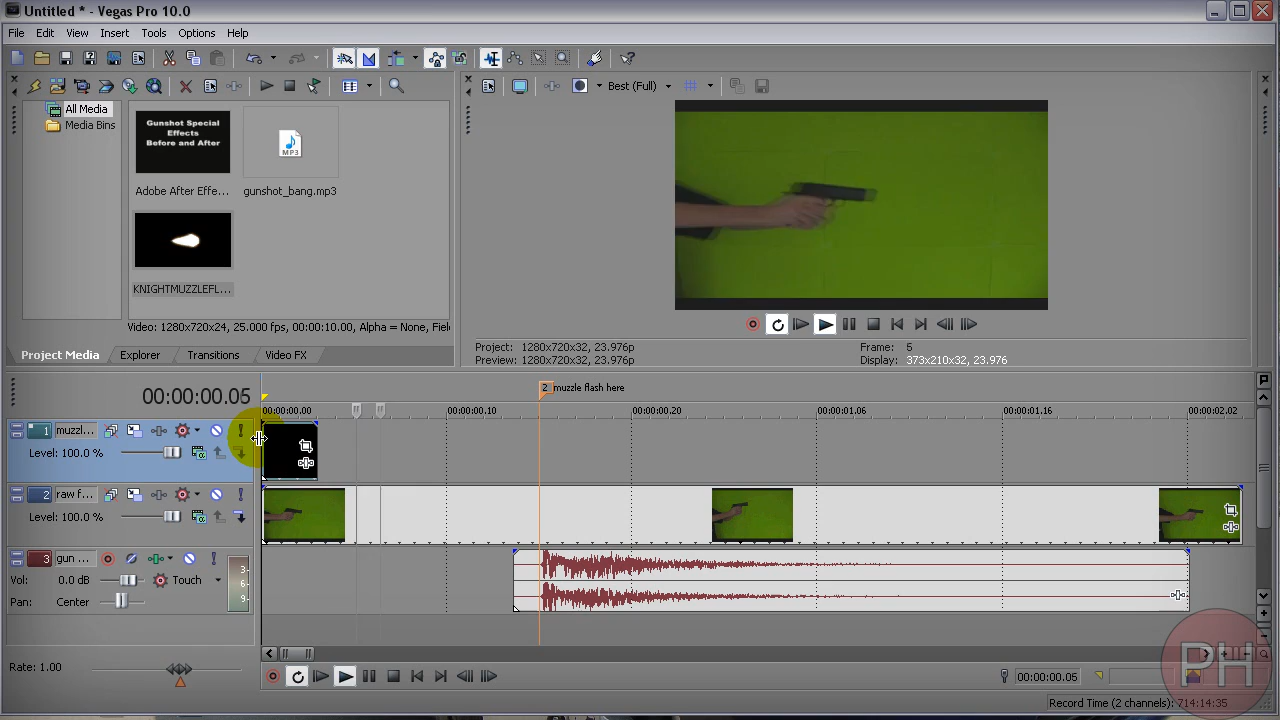 Untitled * - Vegas Pro 10.0
File Edit View Insert Tools Options Help
Best (Full)
All Media
Media Bins
Gunshot Special
Effects
Before and After
MP3
Adobe After Effe...
gunshot_bang.mp3
KNIGHTMUZZLEFL...
Video: 1280x720x24, 25.000 fps, 00:00:10.00, Alpha = None, Fiel
Project Media Explorer Transitions Video FX
Project: 1280x720x32, 23.976p
Preview: 1280x720x32, 23.976p
Frame: 5
Display: 373x210x32, 23.976
00:00:00.05
2 muzzle flash here
00:00:00.00 00:00:00.10 00:00:00.20 00:00:01.06 00:00:01.16 00:00:02.02
1 muzzl...
Level: 100.0 %
2 raw f...
Level: 100.0 %
3 gun ...
Vol: 0.0 dB Touch
Pan: Center
3
6
9
Rate: 1.00
00:00:00.05
Record Time (2 channels): 714:14:35
PH